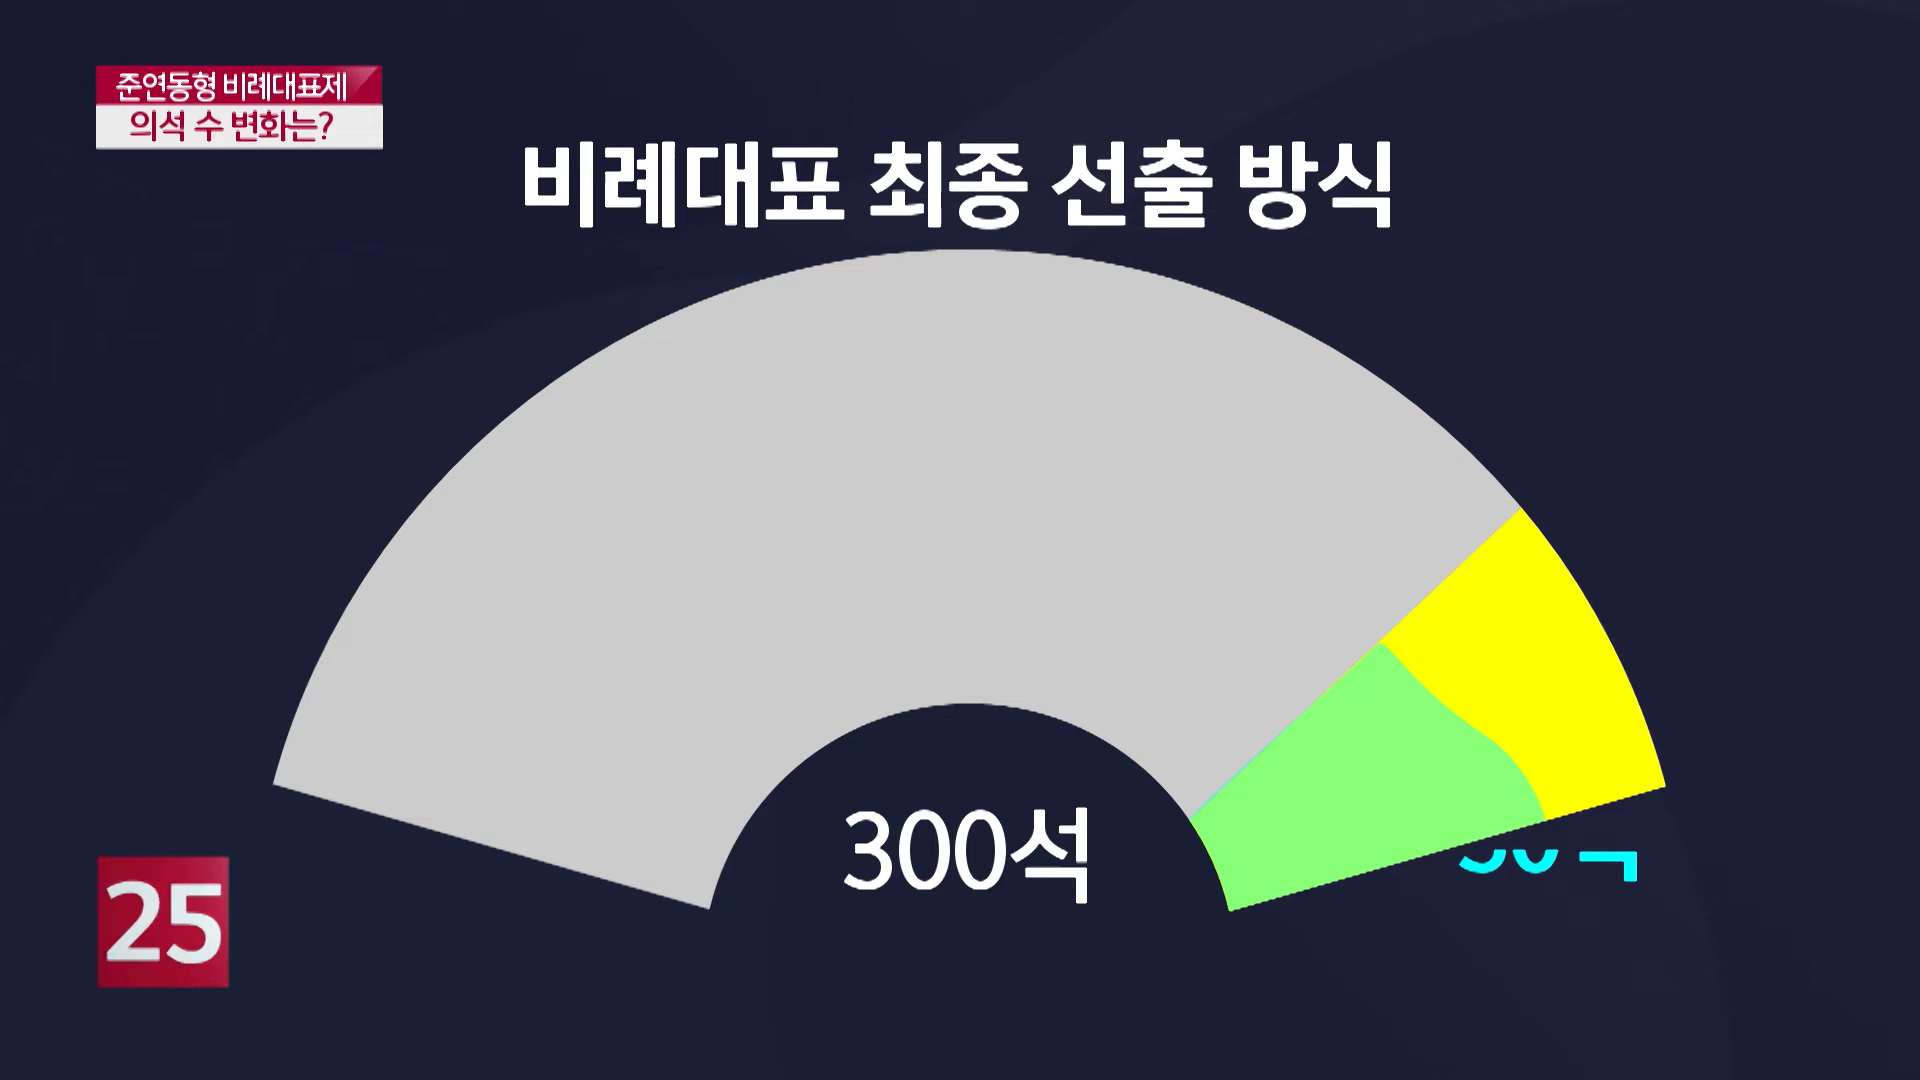 준연동형 비례대표제
의석 수 변화는?
비례대표 최종 선출 방식
300석
25